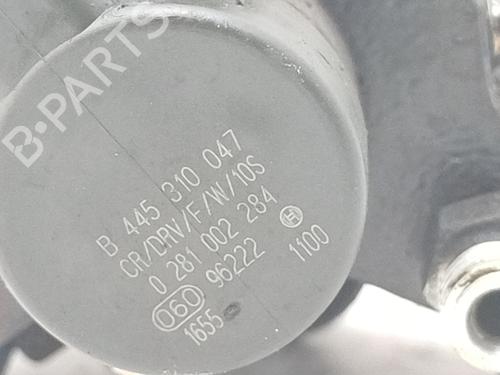 B-PARTS
B 445 310 047
CR/DRV/F/W/10S
0 281 002 284
060 96222 1100
1655